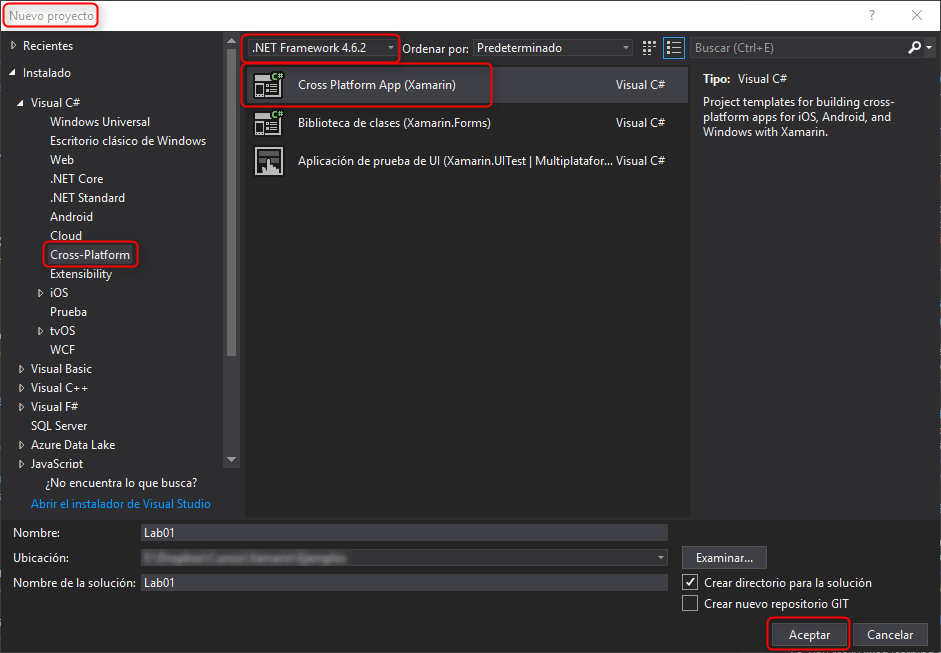 Nuevo proyecto
?
Recientes
Instalado
Visual C#
Windows Universal
Escritorio clásico de Windows
Web
.NET Core
.NET Standard
Android
Cloud
Cross-Platform
Extensibility
iOS
Prueba
tvOS
WCF
Visual Basic
Visual C++
Visual F#
SQL Server
Azure Data Lake
JavaScript
¿No encuentra lo que busca?
Abrir el instalador de Visual Studio
.NET Framework 4.6.2 Ordenar por: Predeterminado
Cross Platform App (Xamarin) Visual C#
Biblioteca de clases (Xamarin.Forms) Visual C#
Aplicación de prueba de UI (Xamarin.UITest | Multiplatafor... Visual C#
Buscar (Ctrl+E)
Tipo: Visual C#
Project templates for building cross-
platform apps for iOS, Android, and
Windows with Xamarin.
Nombre: Lab01
Ubicación:
Examinar...
Nombre de la solución: Lab01
Crear directorio para la solución
Crear nuevo repositorio GIT
Aceptar Cancelar